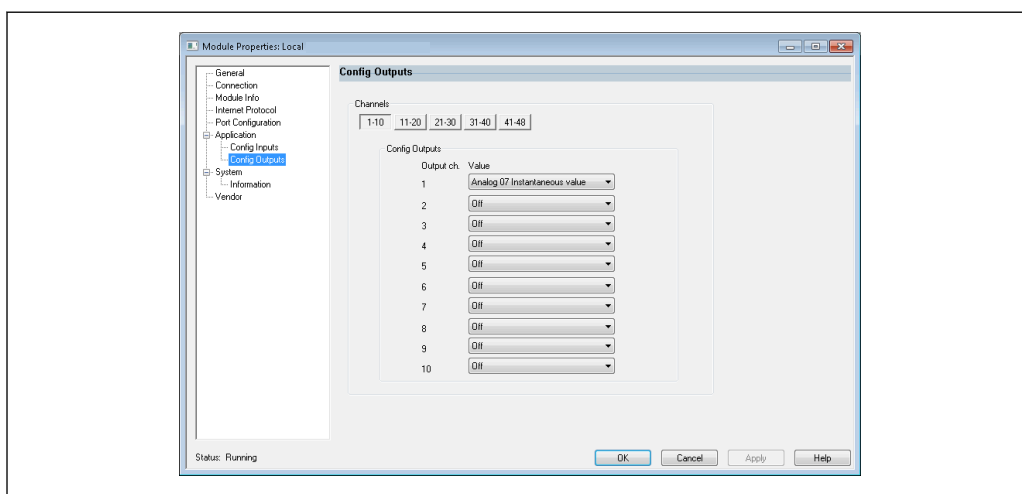 Module Properties: Local
General
Connection
Module Info
Internet Protocol
Port Configuration
Application
Config Inputs
Config Outputs
System
Information
Vendor
Config Outputs
Channels
1-10 11-20 21-30 31-40 41-48
Config Outputs
Output ch. Value
1 Analog 07 Instantaneous value
2 Off
3 Off
4 Off
5 Off
6 Off
7 Off
8 Off
9 Off
10 Off
Status: Running
OK Cancel Apply Help